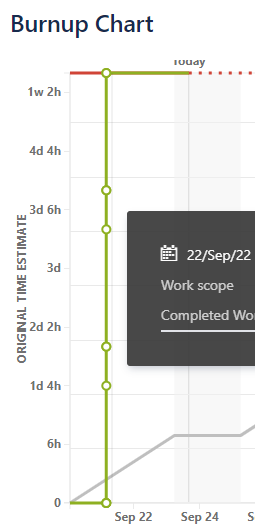 Burnup Chart
Today
1w 2h
4d 4h
3d 6h
3d
2d 2h
1d 4h
6h
0
ORIGINAL TIME ESTIMATE
22/Sep/22
Work scope
Completed Wo
Sep 22
Sep 24
S